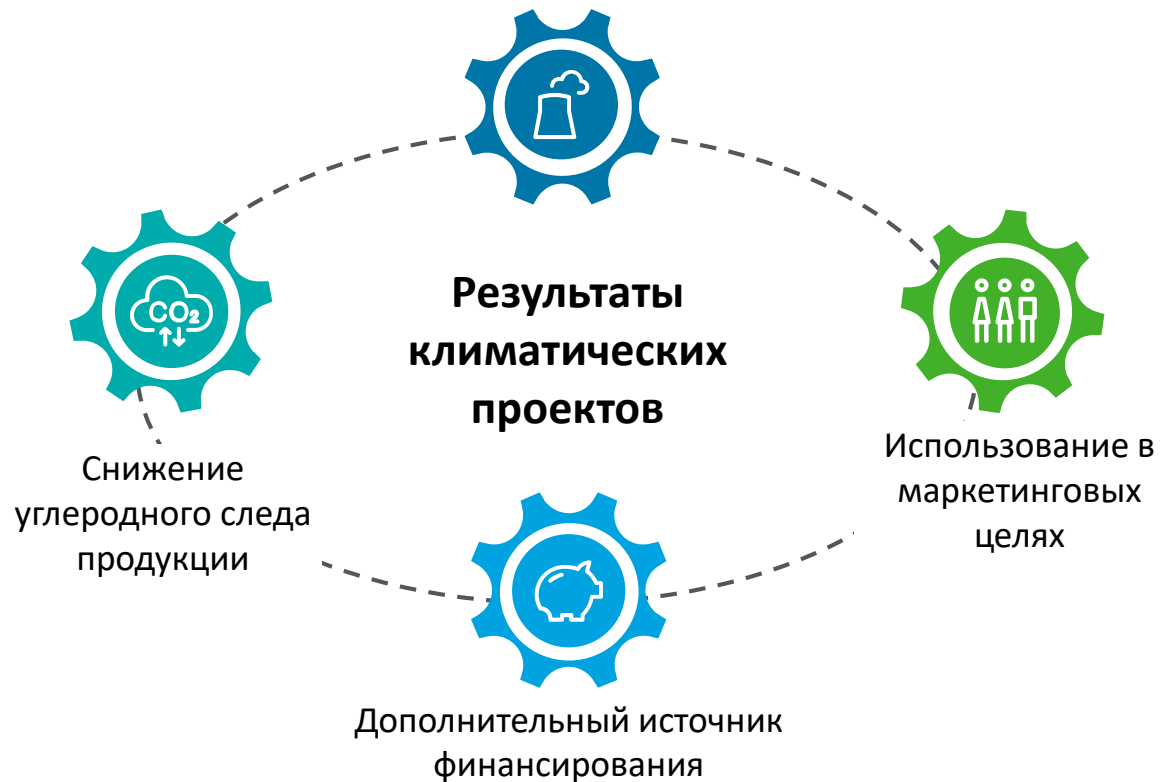 CO₂
Результаты
климатических
проектов
Снижение
углеродного следа
продукции
Использование в
маркетинговых
целях
Дополнительный источник
финансирования